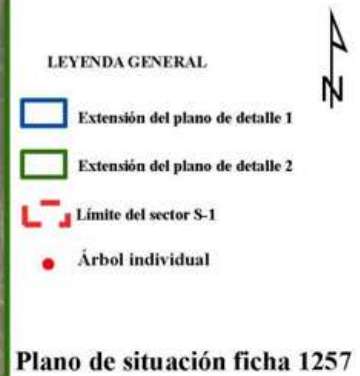 N
LEYENDA GENERAL
Extensión del plano de detalle 1
Extensión del plano de detalle 2
Límite del sector S-1
Árbol individual
Plano de situación ficha 1257